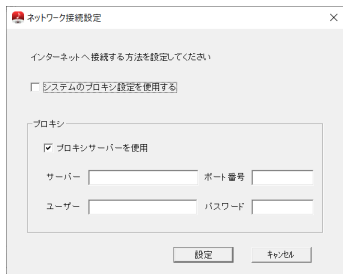 ネットワーク接続設定
インターネットへ接続する方法を設定してください
システムのプロキシ設定を使用する
プロキシ
プロキシサーバーを使用
サーバー ポート番号
ユーザー パスワード
設定 キャンセル